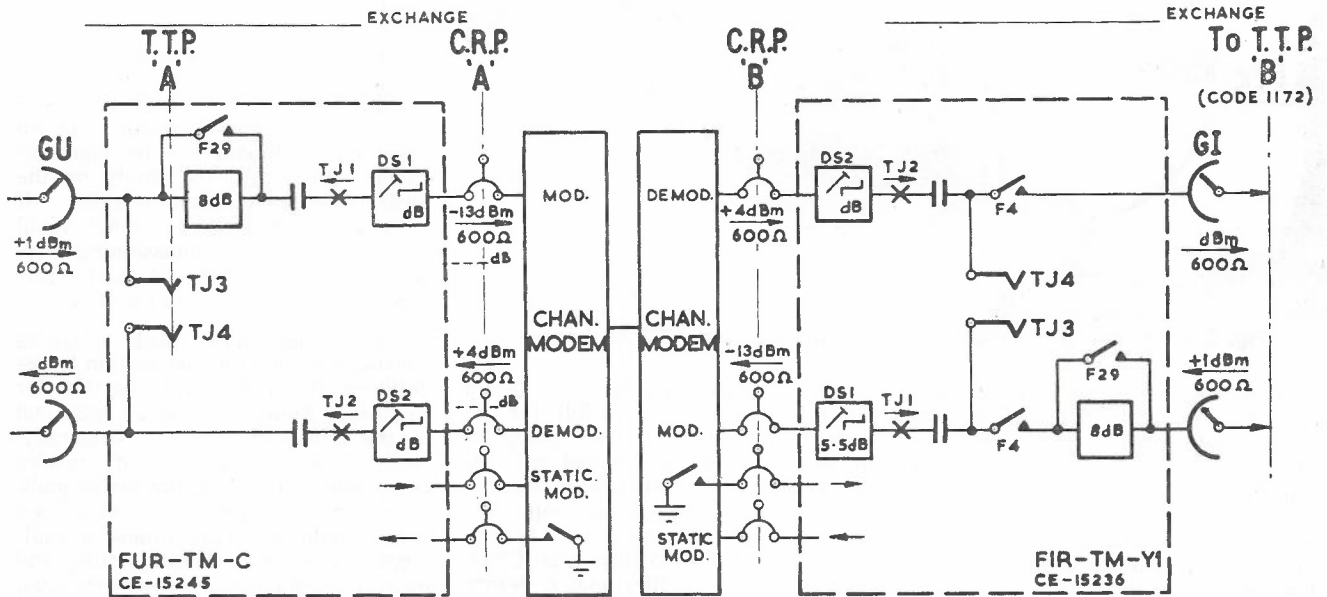 EXCHANGE
EXCHANGE
T.T.P.
'A'
C.R.P.
'A'
C.R.P.
'B'
To T.T.P.
'B'
(CODE 1172)
GU
+1dBm
600Ω
F29
8dB
TJ1
DS1
dB
-13dBm
600Ω
dB
MOD.
TJ3
TJ4
dBm
600Ω
TJ2
DS2
dB
+4dBm
600Ω
dB
DEMOD.
STATIC.
MOD.
CHAN.
MODEM
FUR-TM-C
CE-15245
CHAN.
MODEM
DEMOD.
+4dBm
600Ω
DS2
dB
TJ2
F4
GI
dBm
600Ω
TJ4
TJ3
MOD.
-13dBm
600Ω
DS1
5·5dB
TJ1
F4
F29
8dB
+1dBm
600Ω
STATIC
MOD.
FIR-TM-Y1
CE-15236